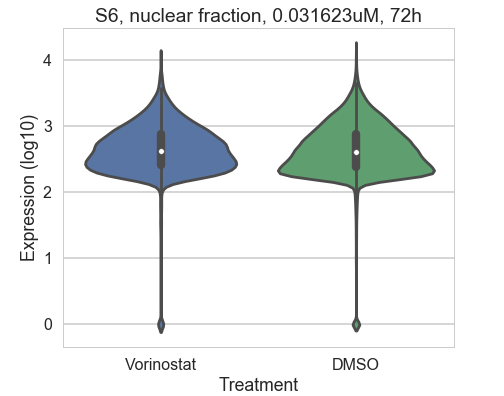 S6, nuclear fraction, 0.031623uM, 72h
4
3
2
1
0
Expression (log10)
Vorinostat DMSO
Treatment